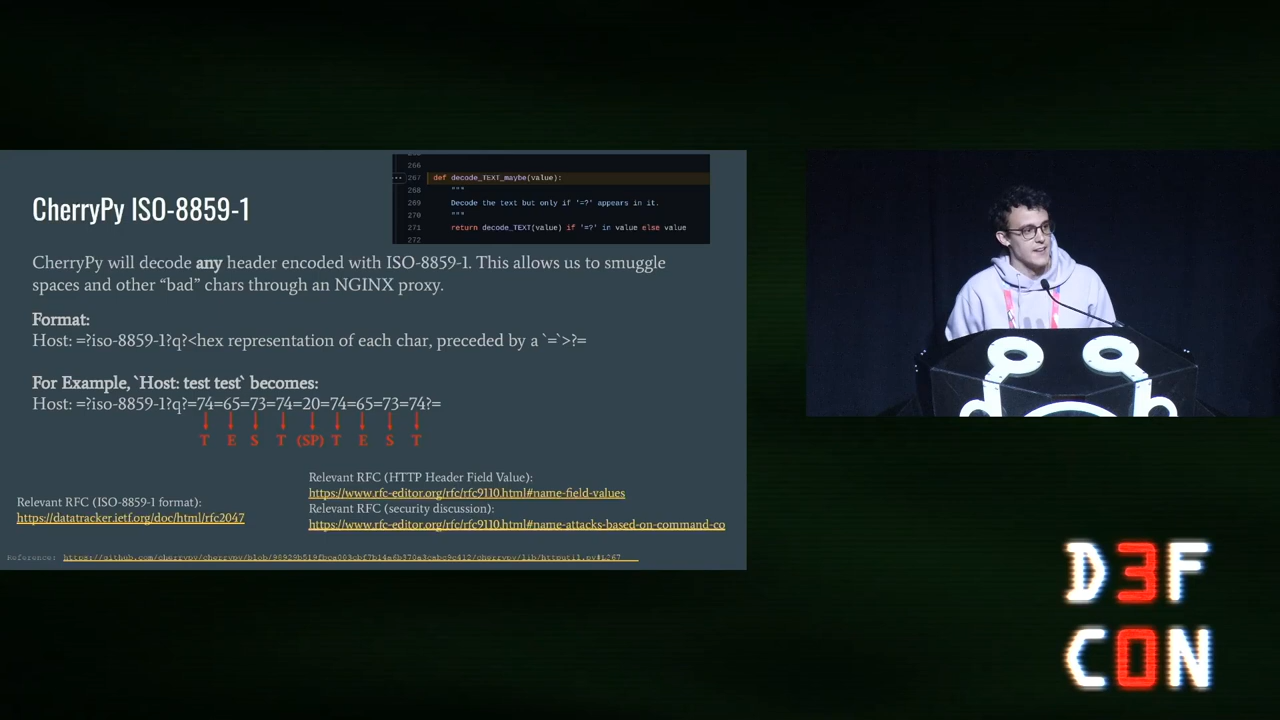 266
267 def decode_TEXT_maybe(value):
268 """
269 Decode the text but only if '=?' appears in it.
270 """
271 return decode_TEXT(value) if '=?' in value else value
272
CherryPy ISO-8859-1
CherryPy will decode any header encoded with ISO-8859-1. This allows us to smuggle
spaces and other “bad” chars through an NGINX proxy.
Format:
Host: =?iso-8859-1?q?<hex representation of each char, preceded by a `=`>?=
For Example, `Host: test test` becomes:
Host: =?iso-8859-1?q?=74=65=73=74=20=74=65=73=74?=
T E S T (SP) T E S T
Relevant RFC (HTTP Header Field Value):
https://www.rfc-editor.org/rfc/rfc9110.html#name-field-values
Relevant RFC (security discussion):
https://www.rfc-editor.org/rfc/rfc9110.html#name-attacks-based-on-command-co
Relevant RFC (ISO-8859-1 format):
https://datatracker.ietf.org/doc/html/rfc2047
Reference:
D3F
C0N